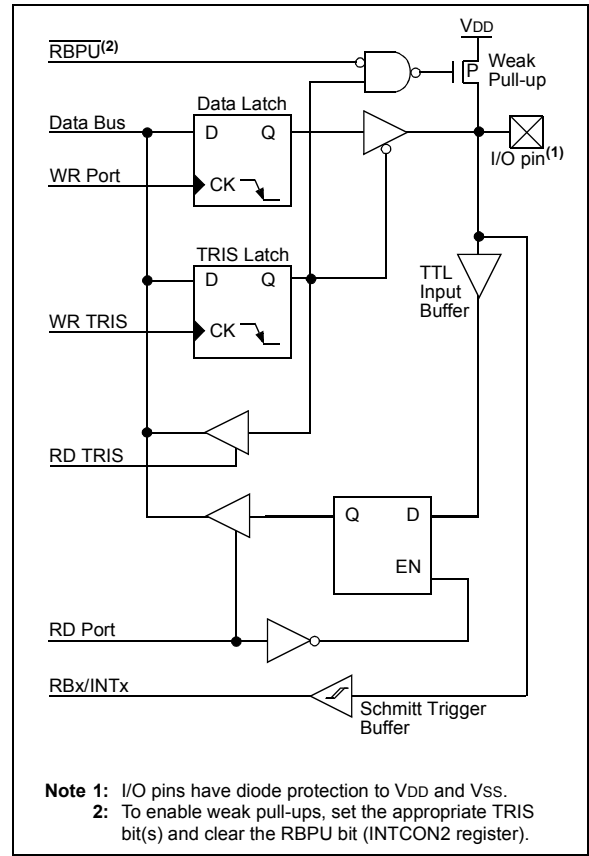 VDD
RBPU(2)
P
Weak
Pull-up
Data Latch
Data Bus
D Q
I/O pin(1)
WR Port
CK
TRIS Latch
D Q
TTL
Input
Buffer
WR TRIS
CK
RD TRIS
Q D
EN
RD Port
RBx/INTx
Schmitt Trigger
Buffer
Note 1: I/O pins have diode protection to VDD and VSS.
2: To enable weak pull-ups, set the appropriate TRIS
bit(s) and clear the RBPU bit (INTCON2 register).